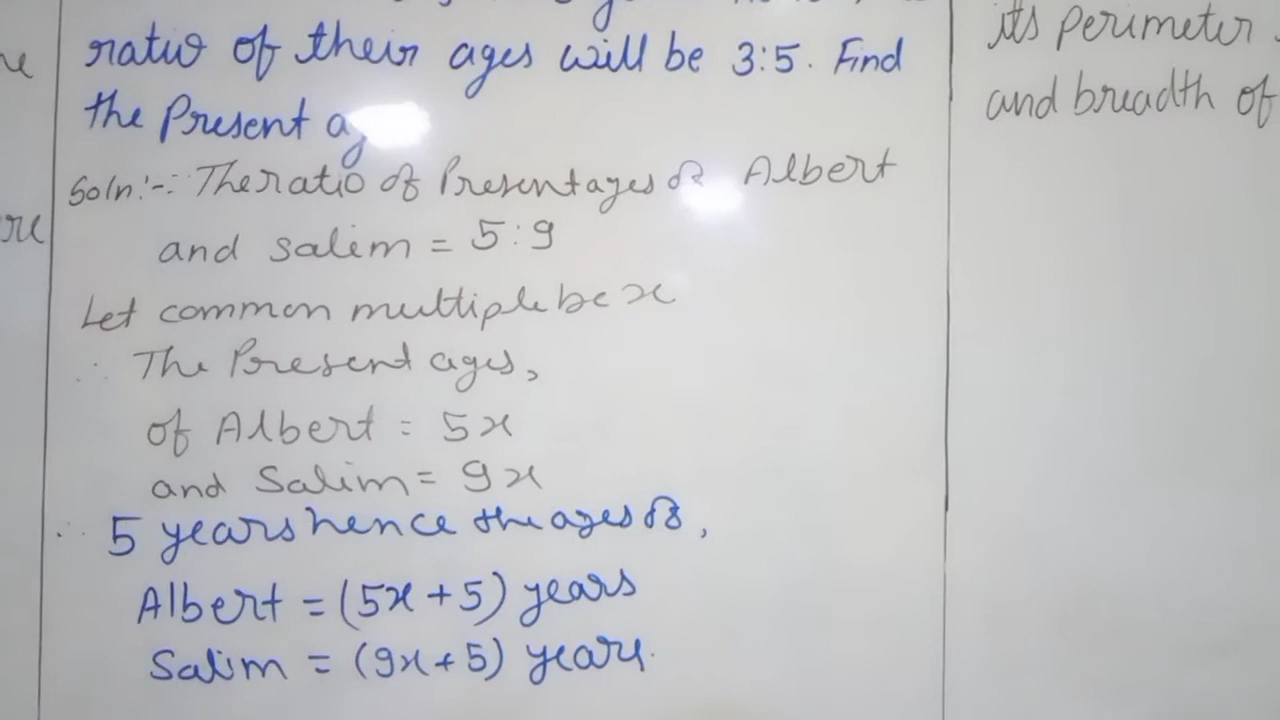 ratio of their ages will be 3:5. Find
the Present ag
Soln:-: The ratio of Present ages of Albert
and Salim = 5:9
Let common multiple be x
∴ The Present ages,
of Albert = 5x
and Salim = 9x
∴ 5 years hence the ages of,
Albert = (5x+5) years
Salim = (9x+5) years.
its perimeter
and breadth of